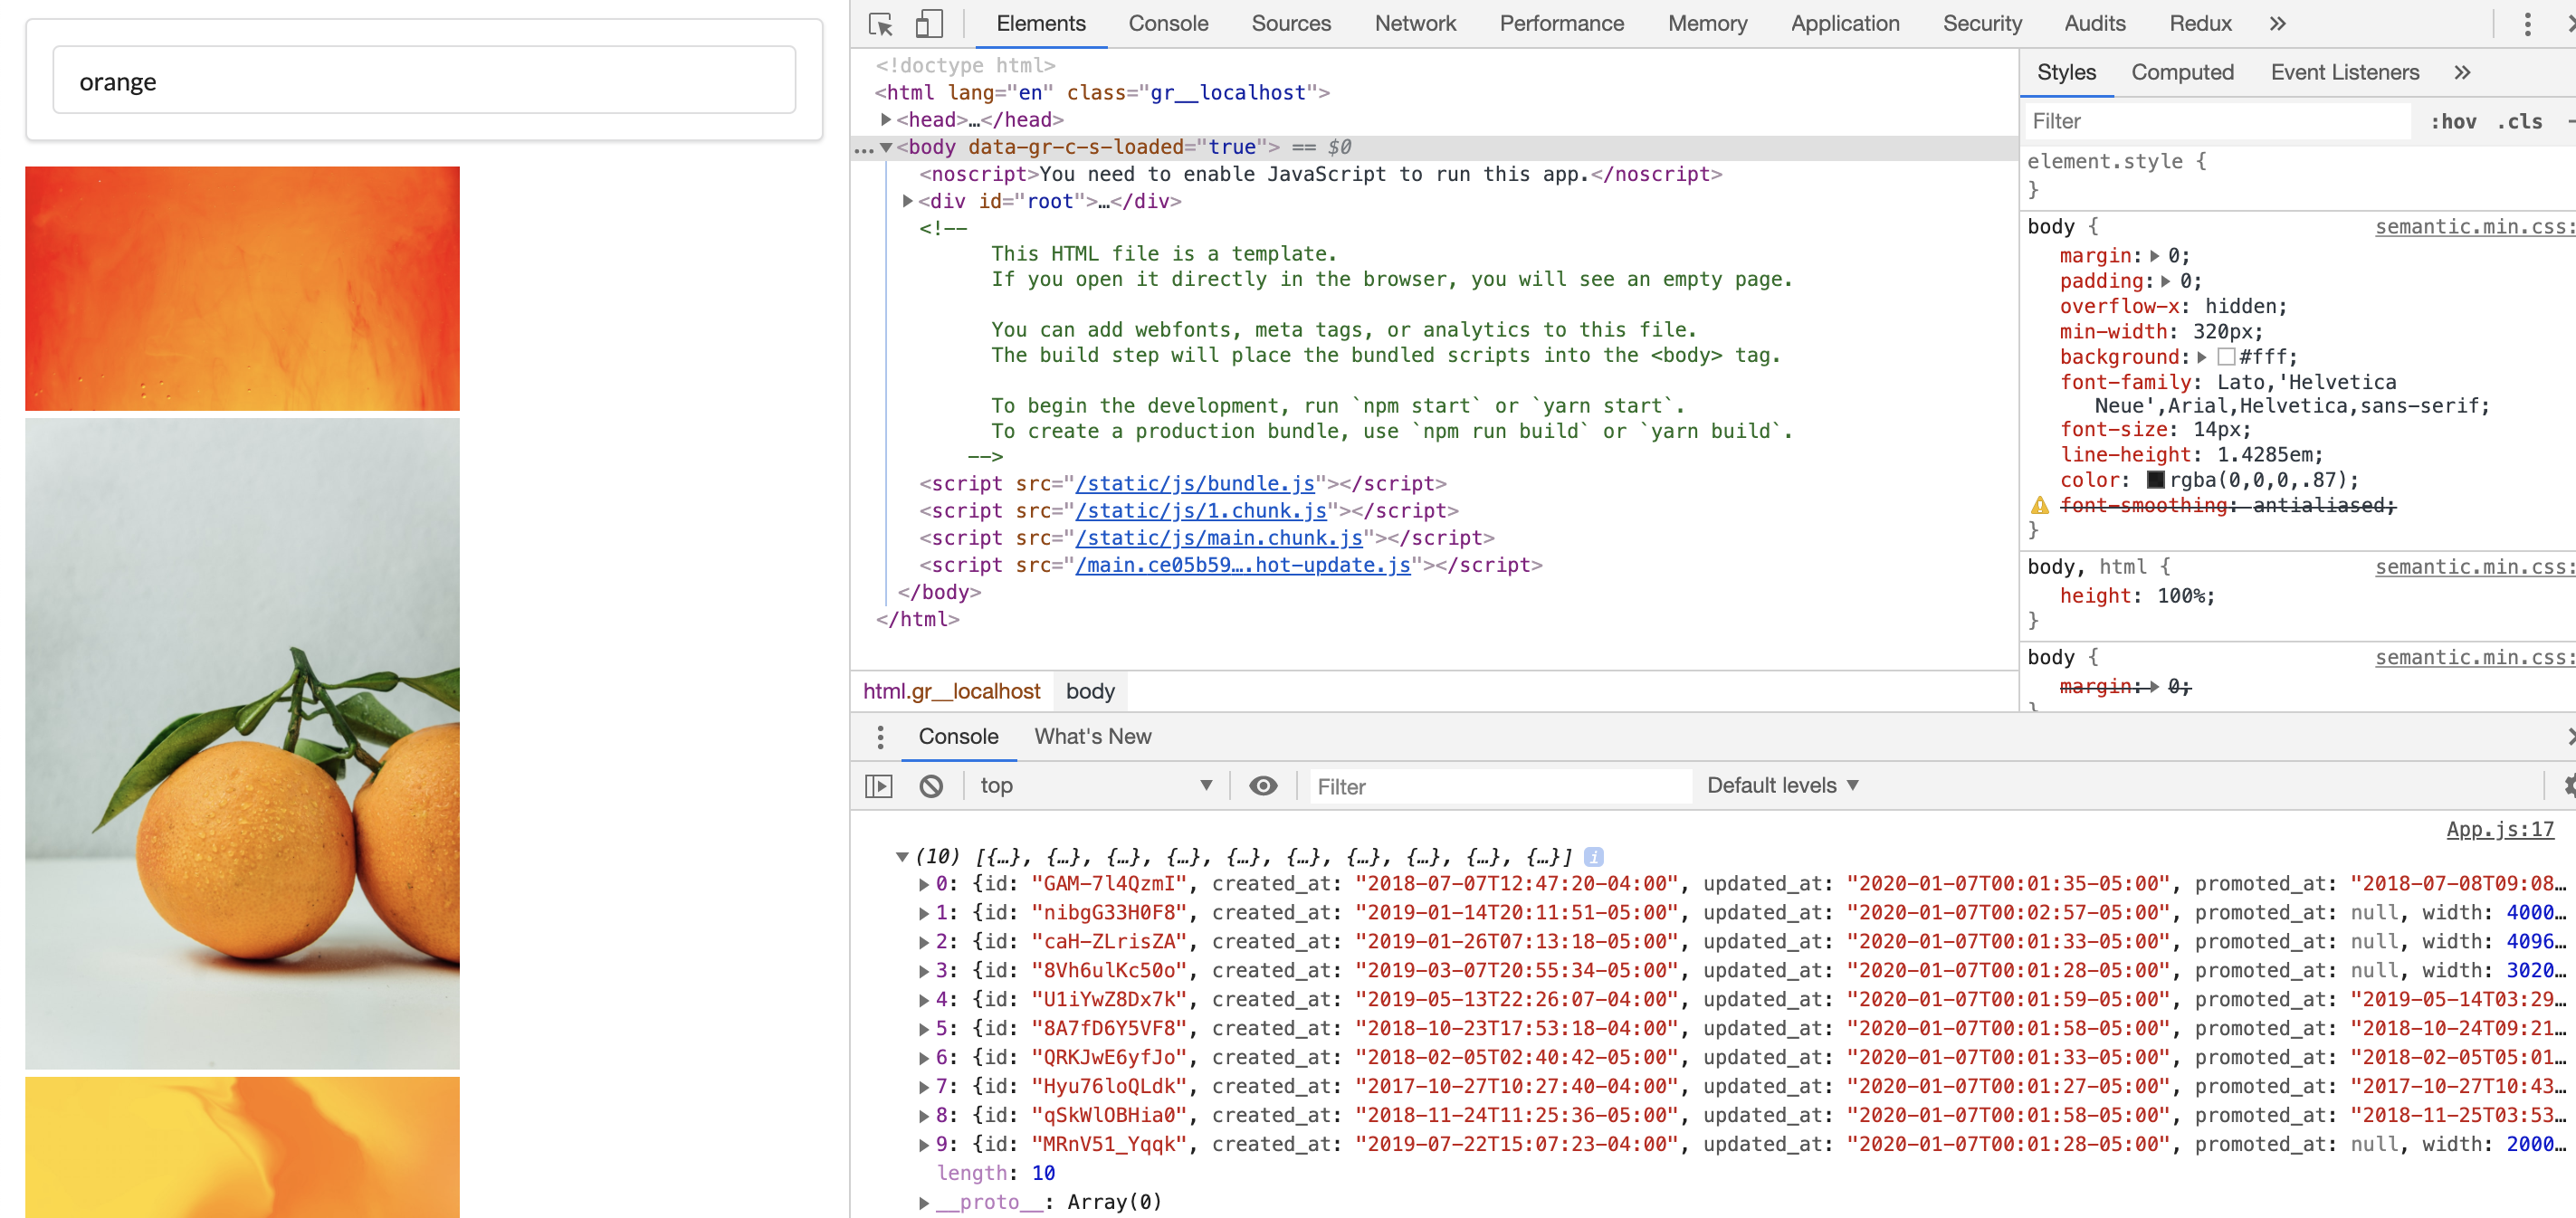 orange
Elements Console Sources Network Performance Memory Application Security Audits Redux »
<!doctype html>
<html lang="en" class="gr__localhost">
<head>…</head>
… <body data-gr-c-s-loaded="true"> == $0
<noscript>You need to enable JavaScript to run this app.</noscript>
<div id="root">…</div>
<!--
This HTML file is a template.
If you open it directly in the browser, you will see an empty page.
You can add webfonts, meta tags, or analytics to this file.
The build step will place the bundled scripts into the <body> tag.
To begin the development, run `npm start` or `yarn start`.
To create a production bundle, use `npm run build` or `yarn build`.
-->
<script src="/static/js/bundle.js"></script>
<script src="/static/js/1.chunk.js"></script>
<script src="/static/js/main.chunk.js"></script>
<script src="/main.ce05b59….hot-update.js"></script>
</body>
</html>
html.gr__localhost body
Styles Computed Event Listeners »
Filter :hov .cls
element.style {
}
body { semantic.min.css:
margin: 0;
padding: 0;
overflow-x: hidden;
min-width: 320px;
background: #fff;
font-family: Lato,'Helvetica
Neue',Arial,Helvetica,sans-serif;
font-size: 14px;
line-height: 1.4285em;
color: rgba(0,0,0,.87);
font-smoothing: antialiased;
}
body, html { semantic.min.css:
height: 100%;
}
body { semantic.min.css:
margin: 0;
}
Console What's New
top Filter Default levels
App.js:17
(10) [{…}, {…}, {…}, {…}, {…}, {…}, {…}, {…}, {…}, {…}] i
0: {id: "GAM-7l4QzmI", created_at: "2018-07-07T12:47:20-04:00", updated_at: "2020-01-07T00:01:35-05:00", promoted_at: "2018-07-08T09:08…
1: {id: "nibgG33H0F8", created_at: "2019-01-14T20:11:51-05:00", updated_at: "2020-01-07T00:02:57-05:00", promoted_at: null, width: 4000…
2: {id: "caH-ZLrisZA", created_at: "2019-01-26T07:13:18-05:00", updated_at: "2020-01-07T00:01:33-05:00", promoted_at: null, width: 4096…
3: {id: "8Vh6ulKc50o", created_at: "2019-03-07T20:55:34-05:00", updated_at: "2020-01-07T00:01:28-05:00", promoted_at: null, width: 3020…
4: {id: "U1iYwZ8Dx7k", created_at: "2019-05-13T22:26:07-04:00", updated_at: "2020-01-07T00:01:59-05:00", promoted_at: "2019-05-14T03:29…
5: {id: "8A7fD6Y5VF8", created_at: "2018-10-23T17:53:18-04:00", updated_at: "2020-01-07T00:01:58-05:00", promoted_at: "2018-10-24T09:21…
6: {id: "QRKJwE6yfJo", created_at: "2018-02-05T02:40:42-05:00", updated_at: "2020-01-07T00:01:33-05:00", promoted_at: "2018-02-05T05:01…
7: {id: "Hyu76loQLdk", created_at: "2017-10-27T10:27:40-04:00", updated_at: "2020-01-07T00:01:27-05:00", promoted_at: "2017-10-27T10:43…
8: {id: "qSkWlOBHia0", created_at: "2018-11-24T11:25:36-05:00", updated_at: "2020-01-07T00:01:58-05:00", promoted_at: "2018-11-25T03:53…
9: {id: "MRnV51_Yqqk", created_at: "2019-07-22T15:07:23-04:00", updated_at: "2020-01-07T00:01:28-05:00", promoted_at: null, width: 2000…
length: 10
__proto__: Array(0)